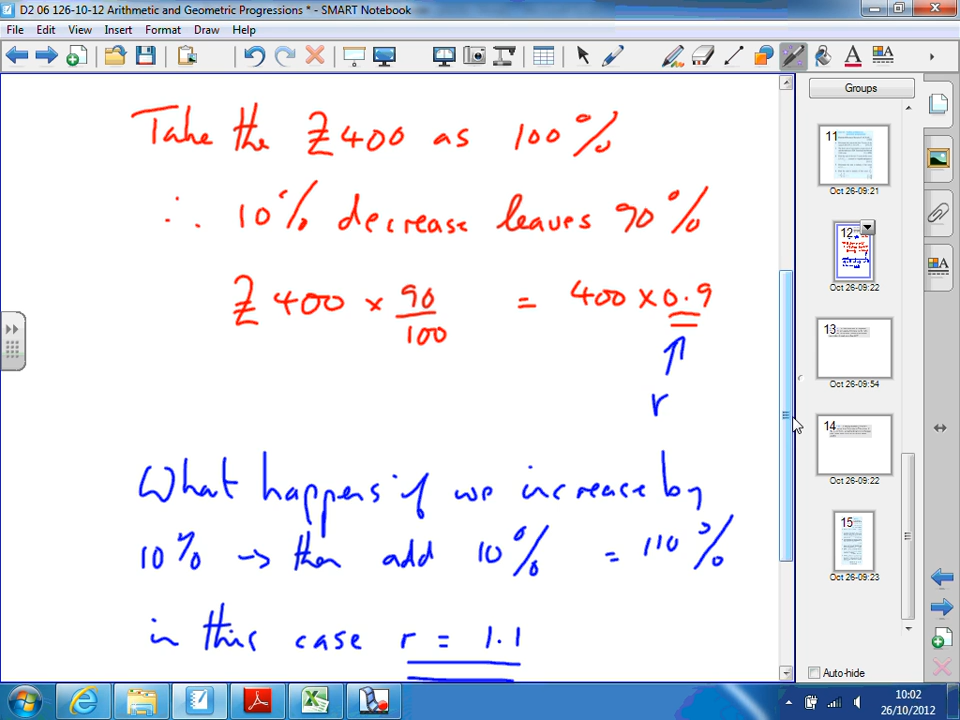 D2 06 126-10-12 Arithmetic and Geometric Progressions * - SMART Notebook
File Edit View Insert Format Draw Help
Take the Ƶ400 as 100%
∴ 10% decrease leaves 90%
Ƶ 400 × 90/100 = 400 × 0.9
↑
r
What happens if we increase by
10% → then add 10% = 110%
in this case r = 1.1
Groups
11
Oct 26-09:21
12
Oct 26-09:22
13
Oct 26-09:54
14
Oct 26-09:22
15
Oct 26-09:23
Auto-hide
10:02
26/10/2012